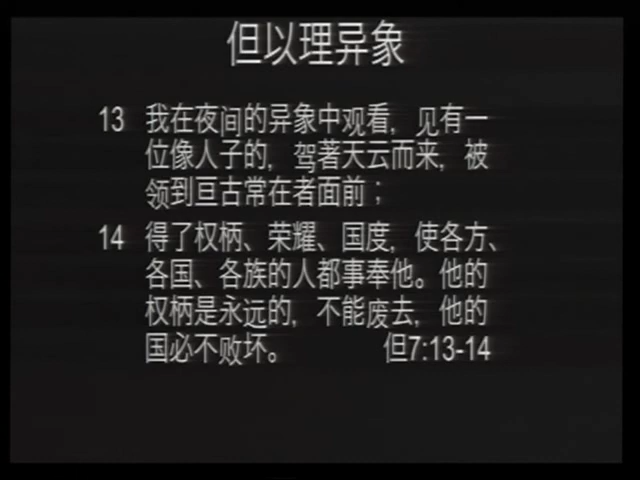 但以理异象
13 我在夜间的异象中观看，见有一
位像人子的，驾著天云而来，被
领到亘古常在者面前；
14 得了权柄、荣耀、国度，使各方、
各国、各族的人都事奉他。他的
权柄是永远的，不能废去，他的
国必不败坏。 但7:13-14